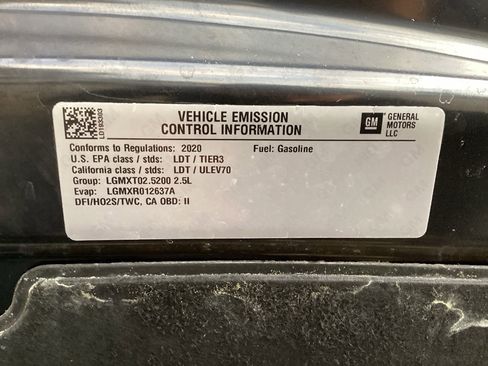 VEHICLE EMISSION
CONTROL INFORMATION
GM
GENERAL
MOTORS
LLC
Conforms to Regulations: 2020
Fuel: Gasoline
U.S. EPA class / stds: LDT / TIER3
California class / stds: LDT / ULEV70
Group: LGMXT02.5200 2.5L
Evap: LGMXR012637A
DFI/HO2S/TWC, CA OBD: II